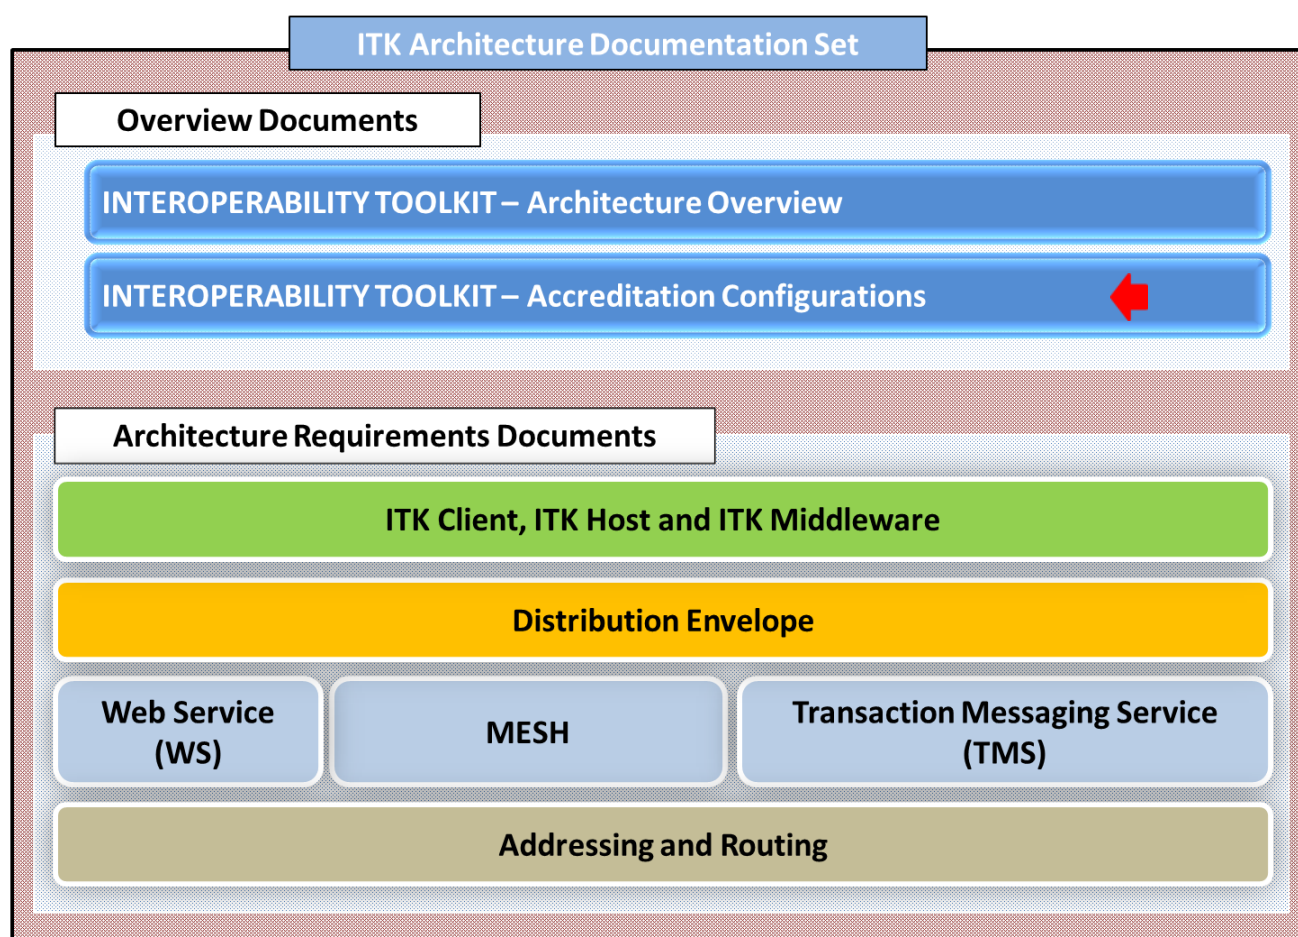 ITK Architecture Documentation Set
Overview Documents
INTEROPERABILITY TOOLKIT – Architecture Overview
INTEROPERABILITY TOOLKIT – Accreditation Configurations
Architecture Requirements Documents
ITK Client, ITK Host and ITK Middleware
Distribution Envelope
Web Service
(WS)
MESH
Transaction Messaging Service
(TMS)
Addressing and Routing